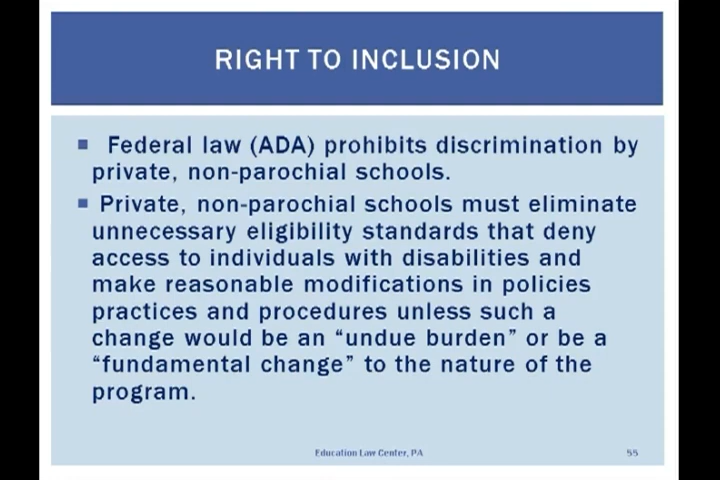 RIGHT TO INCLUSION
▪ Federal law (ADA) prohibits discrimination by
private, non-parochial schools.
▪ Private, non-parochial schools must eliminate
unnecessary eligibility standards that deny
access to individuals with disabilities and
make reasonable modifications in policies
practices and procedures unless such a
change would be an “undue burden” or be a
“fundamental change” to the nature of the
program.
Education Law Center, PA
55